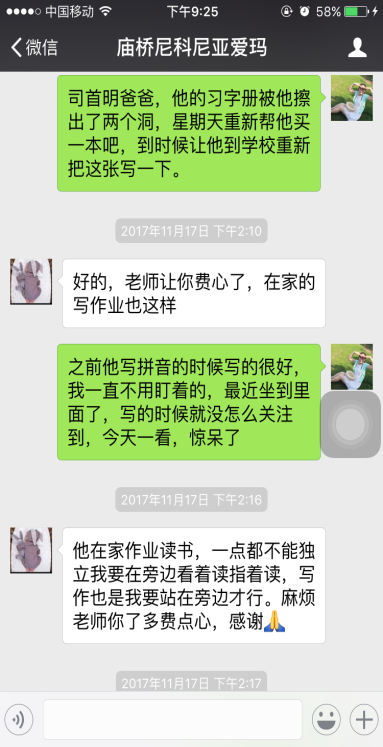 中国移动
下午9:25
58%
微信
庙桥尼科尼亚爱玛
司首明爸爸，他的习字册被他擦
出了两个洞，星期天重新帮他买
一本吧，到时候让他到学校重新
把这张写一下。
2017年11月17日 下午2:10
好的，老师让你费心了，在家的
写作业也这样
之前他写拼音的时候写的很好，
我一直不用盯着的，最近坐到里
面了，写的时候就没怎么关注
到，今天一看，惊呆了
2017年11月17日 下午2:16
他在家作业读书，一点都不能独
立我要在旁边看着读指着读，写
作也是我要站在旁边才行。麻烦
老师你了多费点心，感谢🙏
2017年11月17日 下午2:17